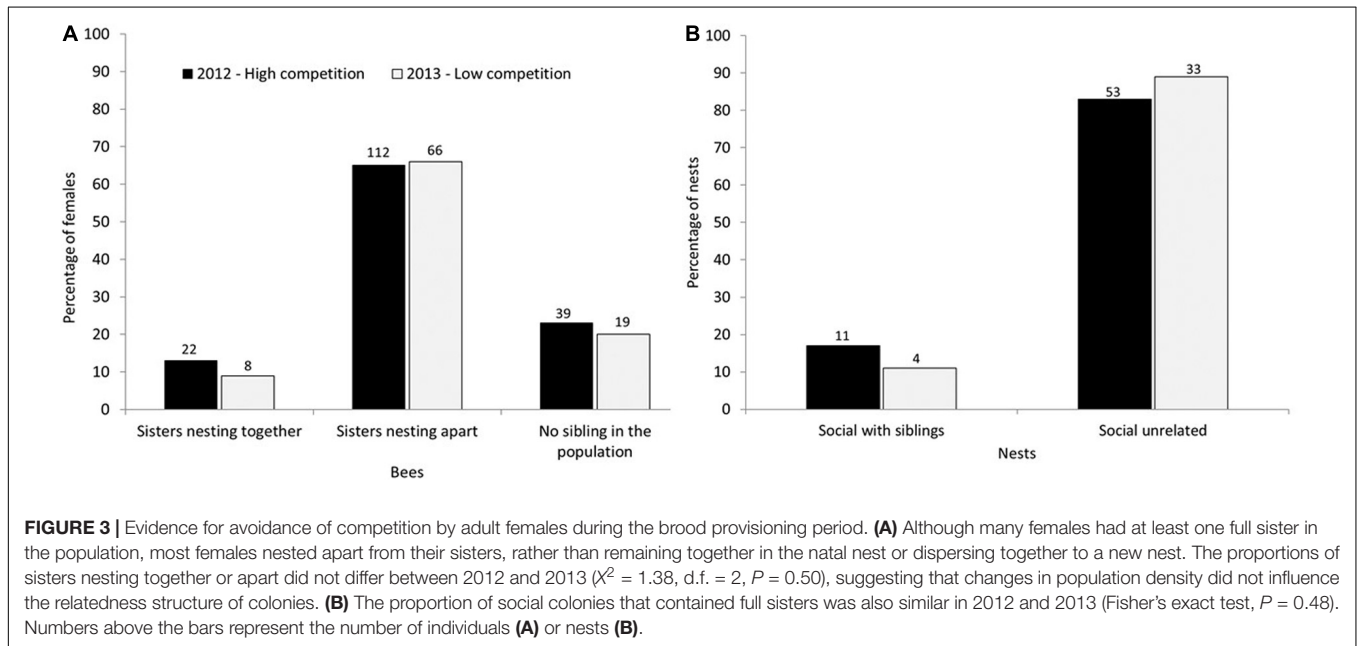 A
100
90
80
70
60
50
40
30
20
10
0
Percentage of females
2012 - High competition
2013 - Low competition
22
8
112
66
39
19
Sisters nesting together
Sisters nesting apart
No sibling in the
population
Bees
B
100
90
80
70
60
50
40
30
20
10
0
Percentage of nests
11
4
53
33
Social with siblings
Social unrelated
Nests
FIGURE 3 | Evidence for avoidance of competition by adult females during the brood provisioning period. (A) Although many females had at least one full sister in
the population, most females nested apart from their sisters, rather than remaining together in the natal nest or dispersing together to a new nest. The proportions of
sisters nesting together or apart did not differ between 2012 and 2013 (X² = 1.38, d.f. = 2, P = 0.50), suggesting that changes in population density did not influence
the relatedness structure of colonies. (B) The proportion of social colonies that contained full sisters was also similar in 2012 and 2013 (Fisher's exact test, P = 0.48).
Numbers above the bars represent the number of individuals (A) or nests (B).